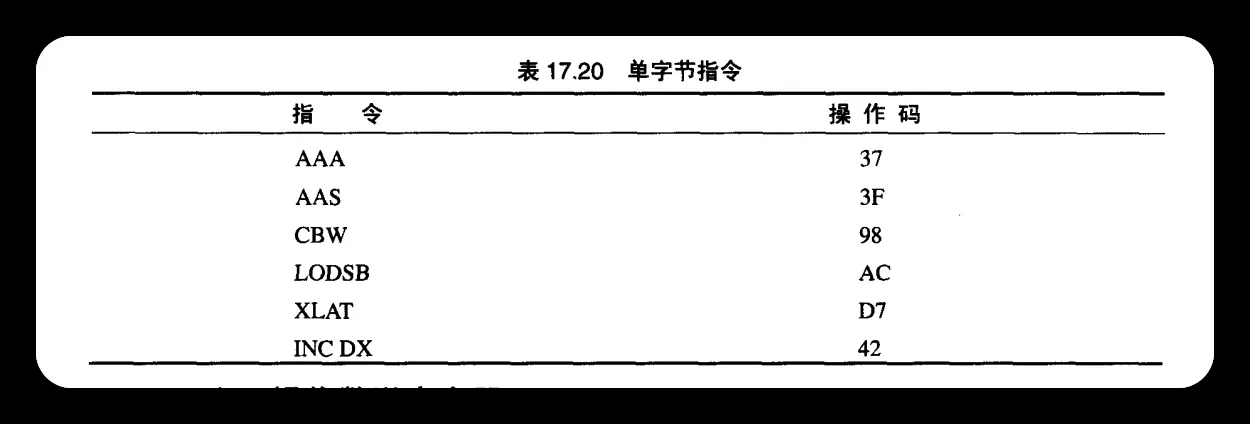 表 17.20 单字节指令
指 令 操 作 码
AAA 37
AAS 3F
CBW 98
LODSB AC
XLAT D7
INC DX 42